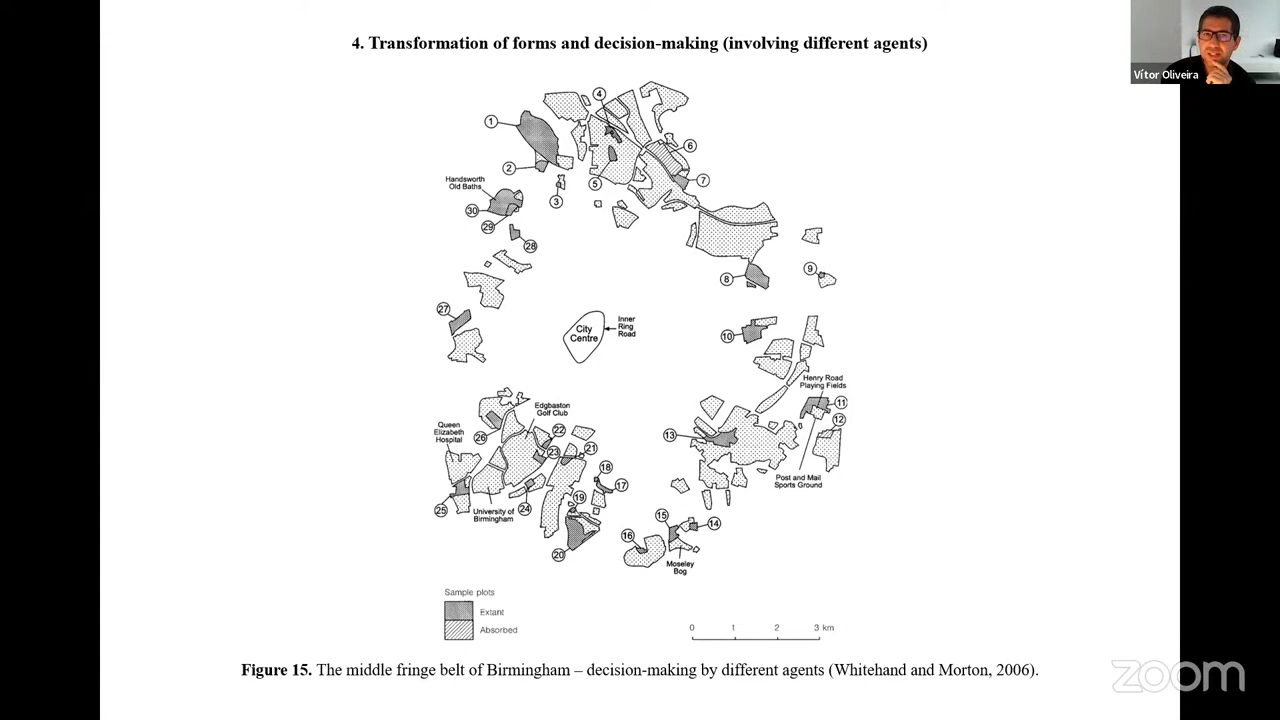 4. Transformation of forms and decision-making (involving different agents)
Vítor Oliveira
4
1
6
2
7
5
Handsworth
Old Baths
3
30
29
28
9
8
27
City
Centre
Inner
Ring
Road
10
Henry Road
Playing Fields
11
Edgbaston
Golf Club
12
Queen
Elizabeth
Hospital
22
13
26
21
23
18
Post and Mail
Sports Ground
17
25
University of
Birmingham
24
19
15
14
16
20
Moseley
Bog
Sample plots
Extant
Absorbed
0 1 2 3 km
Figure 15. The middle fringe belt of Birmingham – decision-making by different agents (Whitehand and Morton, 2006).
zoom